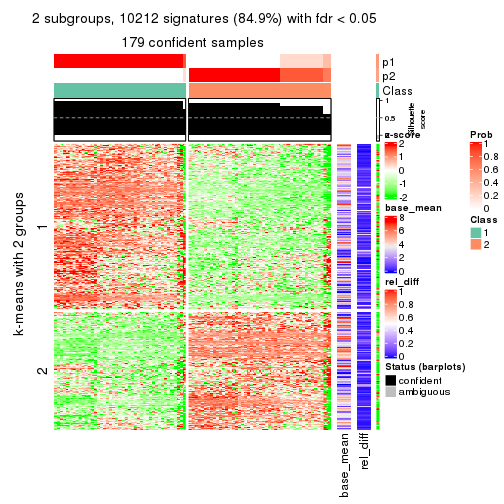 2 subgroups, 10212 signatures (84.9%) with fdr < 0.05
179 confident samples
p1
p2
Class
1
0.5
0
Silhouette
score
k-means with 2 groups
1
2
base_mean
rel_diff
z-score
2
1
0
-1
-2
base_mean
8
6
4
2
0
rel_diff
1
0.8
0.6
0.4
0.2
0
Status (barplots)
confident
ambiguous
Prob
1
0.8
0.6
0.4
0.2
0
Class
1
2